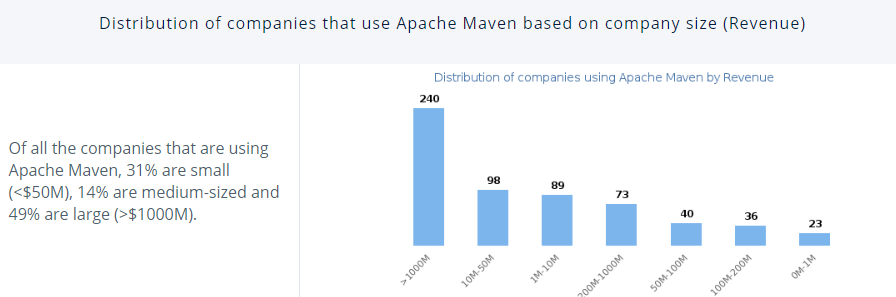 Distribution of companies that use Apache Maven based on company size (Revenue)
Of all the companies that are using
Apache Maven, 31% are small
(<$50M), 14% are medium-sized and
49% are large (>$1000M).
Distribution of companies using Apache Maven by Revenue
240
98
89
73
40
36
23
>1000M
10M-50M
1M-10M
200M-1000M
50M-100M
100M-200M
0M-1M